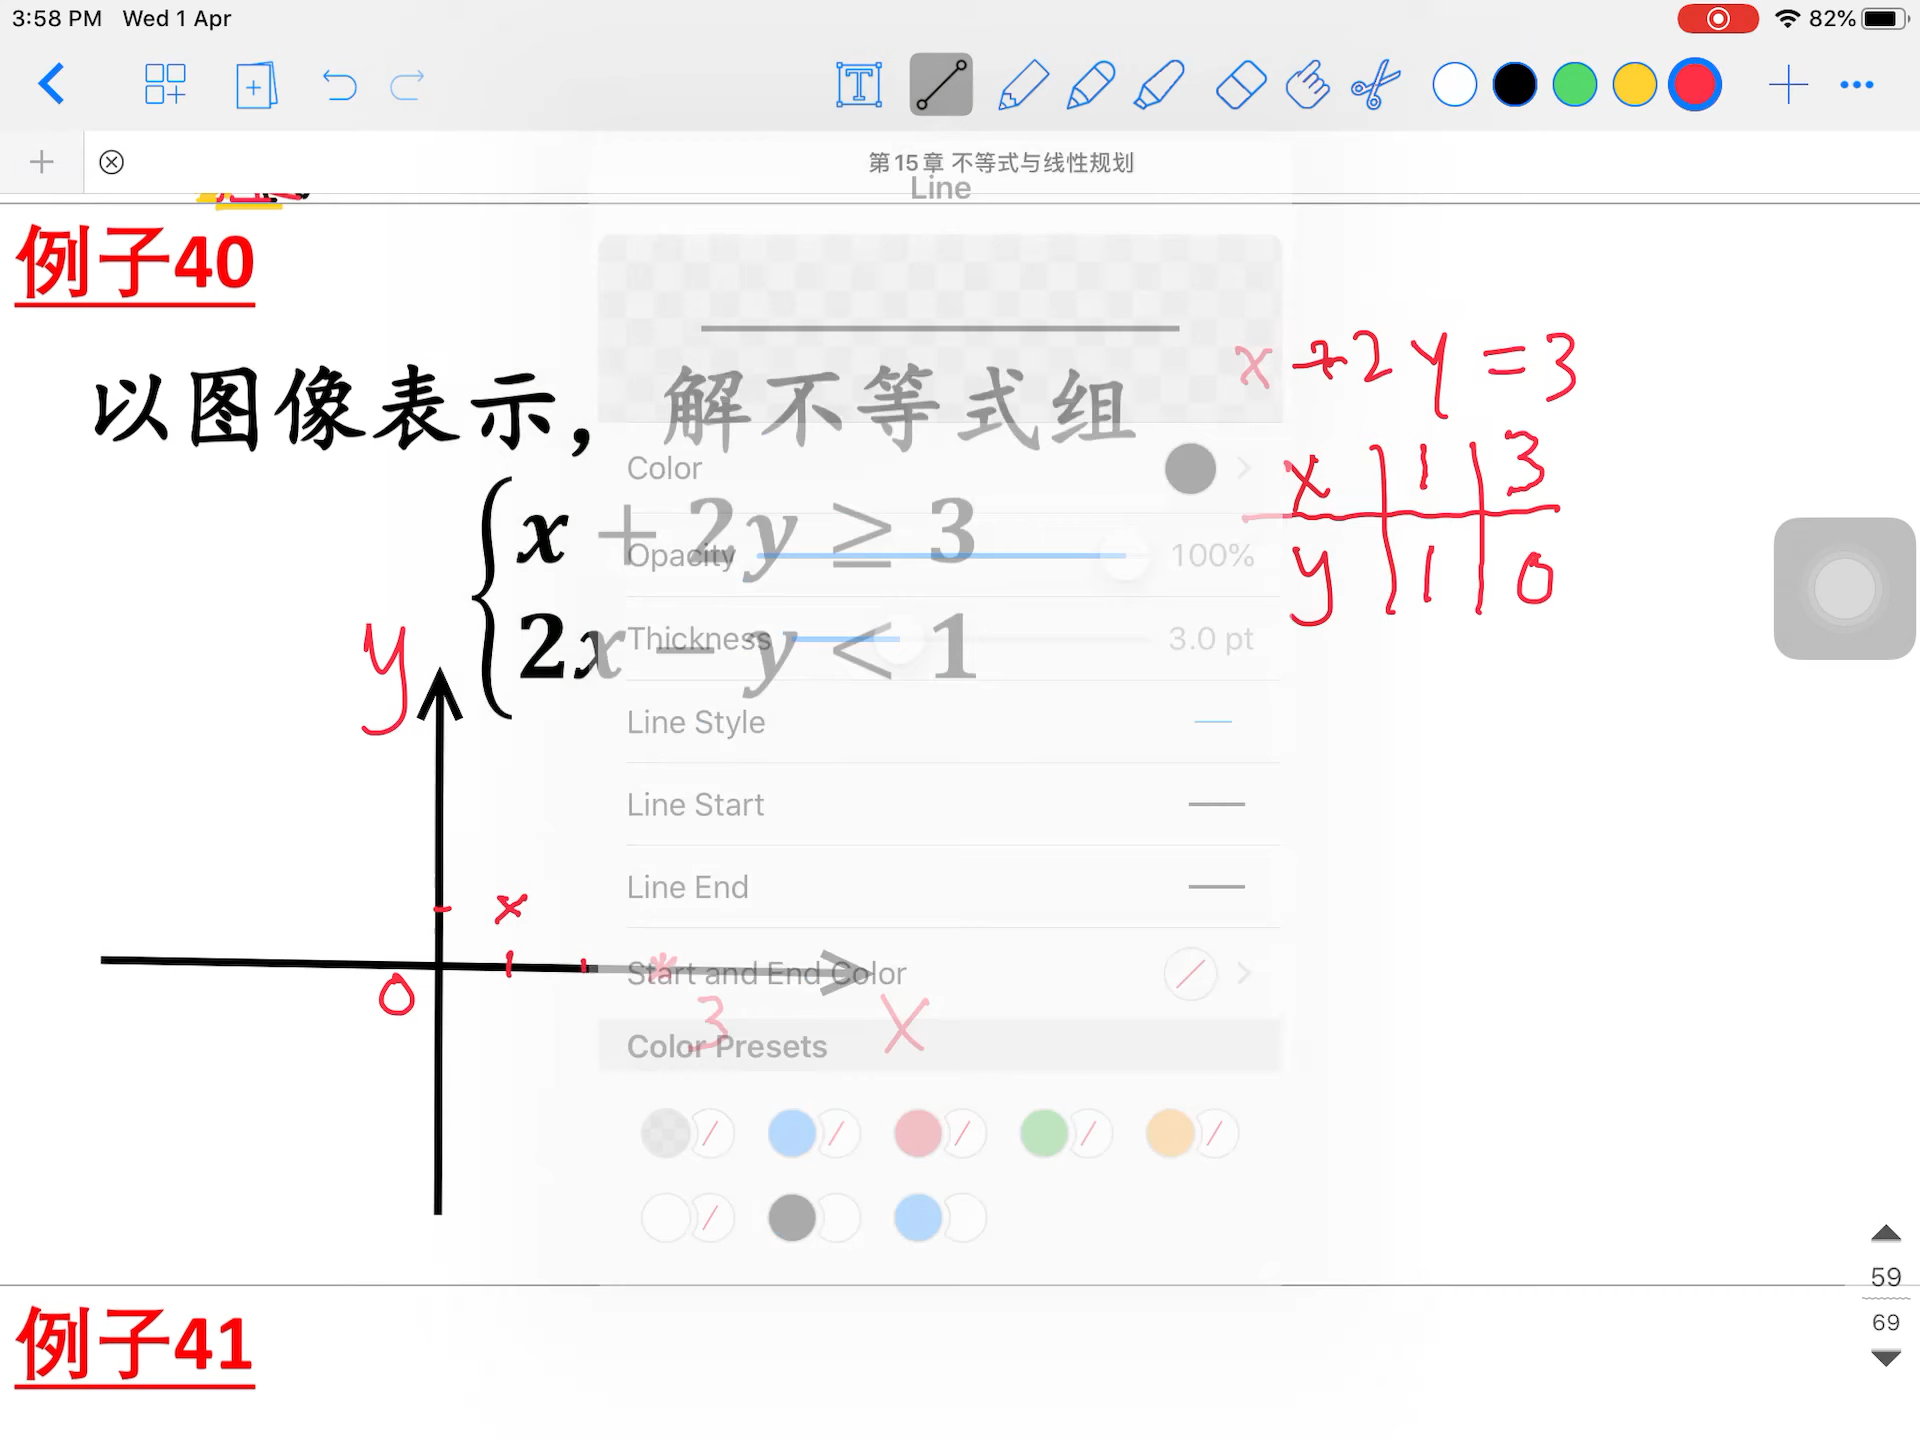 3:58 PM Wed 1 Apr 82%
第15章 不等式与线性规划
Line
例子40
x + 2y = 3
以图像表示，解不等式组
Color
x 1 3
y 1 0
x + 2y ≥ 3
Opacity 100%
2x − y < 1
Thickness 3.0 pt
y
Line Style
Line Start
Line End
x
Start and End Color
0
3 X
Color Presets
59
69
例子41